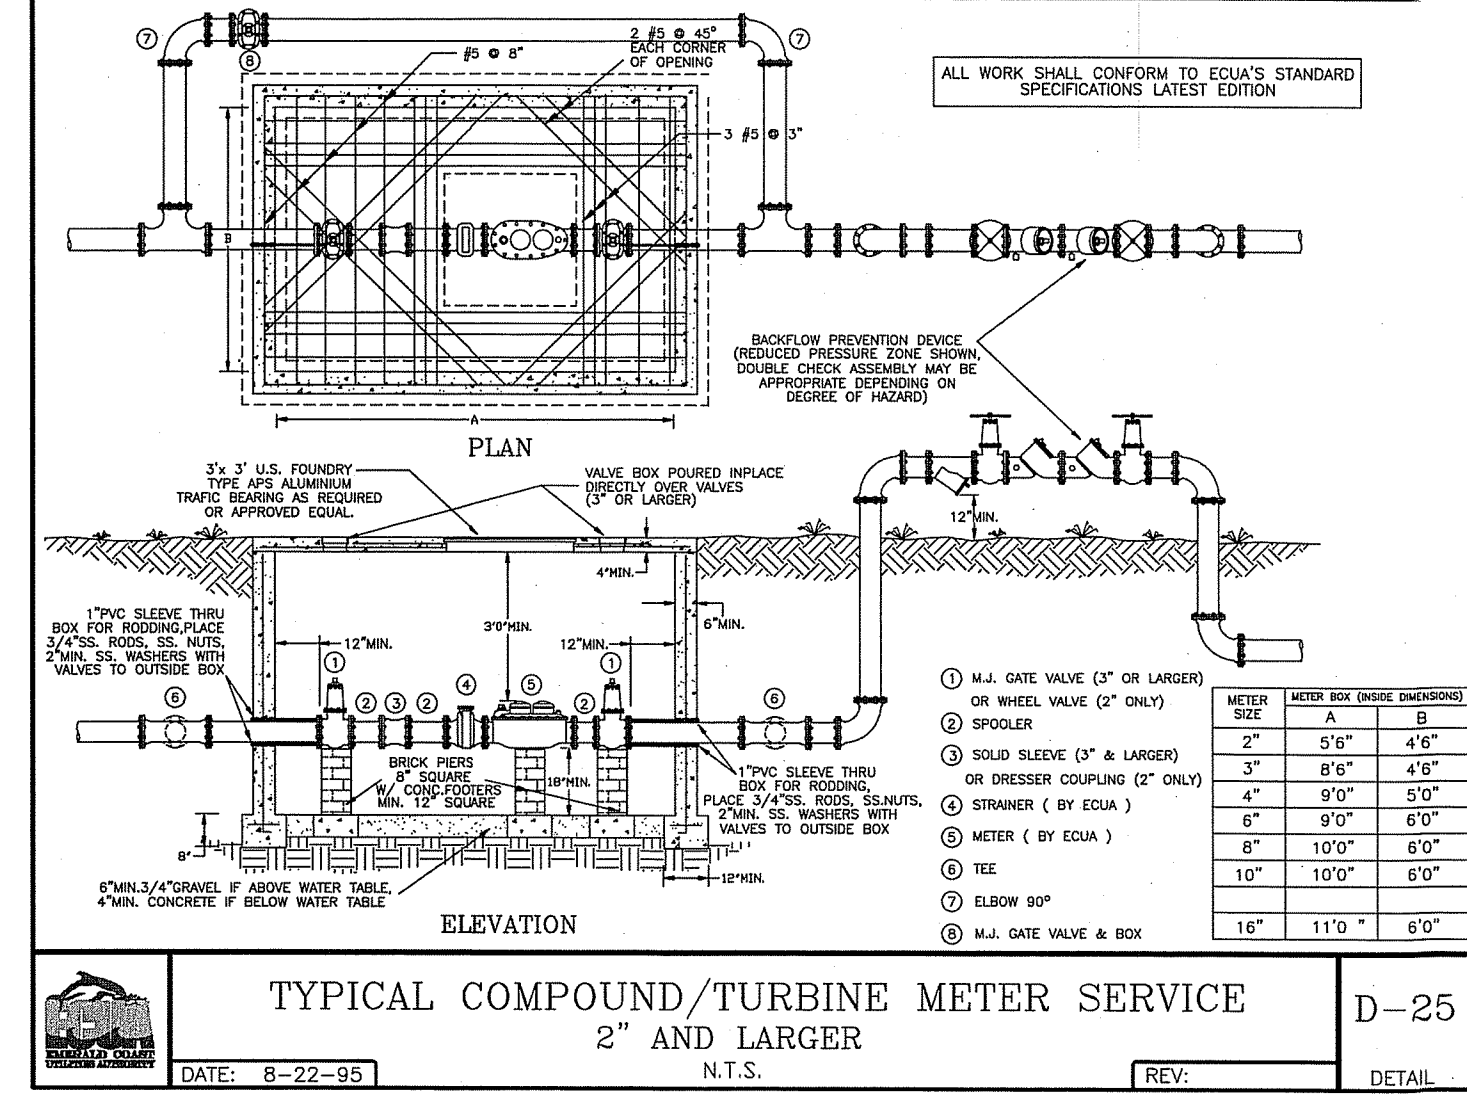 7
8
7
#5 @ 8"
2 #5 @ 45°
EACH CORNER
OF OPENING
3 #5 @ 3"
ALL WORK SHALL CONFORM TO ECUA'S STANDARD
SPECIFICATIONS LATEST EDITION
B
A
PLAN
BACKFLOW PREVENTION DEVICE
(REDUCED PRESSURE ZONE SHOWN,
DOUBLE CHECK ASSEMBLY MAY BE
APPROPRIATE DEPENDING ON
DEGREE OF HAZARD)
3'x 3' U.S. FOUNDRY
TYPE APS ALUMINIUM
TRAFIC BEARING AS REQUIRED
OR APPROVED EQUAL.
VALVE BOX POURED INPLACE
DIRECTLY OVER VALVES
(3" OR LARGER)
12"MIN.
4"MIN.
6"MIN.
3'0"MIN.
12"MIN.
12"MIN.
1"PVC SLEEVE THRU
BOX FOR RODDING,PLACE
3/4"SS. RODS, SS. NUTS,
2"MIN. SS. WASHERS WITH
VALVES TO OUTSIDE BOX
6
1
2
3
2
4
5
2
1
6
BRICK PIERS
8" SQUARE
W/ CONC.FOOTERS
MIN. 12" SQUARE
18"MIN.
1"PVC SLEEVE THRU
BOX FOR RODDING,
PLACE 3/4"SS. RODS, SS.NUTS,
2"MIN. SS. WASHERS WITH
VALVES TO OUTSIDE BOX
8"
12"MIN.
6"MIN.3/4"GRAVEL IF ABOVE WATER TABLE,
4"MIN. CONCRETE IF BELOW WATER TABLE
ELEVATION
1 M.J. GATE VALVE (3" OR LARGER)
OR WHEEL VALVE (2" ONLY)
2 SPOOLER
3 SOLID SLEEVE (3" & LARGER)
OR DRESSER COUPLING (2" ONLY)
4 STRAINER ( BY ECUA )
5 METER ( BY ECUA )
6 TEE
7 ELBOW 90°
8 M.J. GATE VALVE & BOX
METER SIZE METER BOX (INSIDE DIMENSIONS)
A B
2" 5'6" 4'6"
3" 8'6" 4'6"
4" 9'0" 5'0"
6" 9'0" 6'0"
8" 10'0" 6'0"
10" 10'0" 6'0"
16" 11'0 " 6'0"
EMERALD COAST
UTILITIES AUTHORITY
TYPICAL COMPOUND/TURBINE METER SERVICE
2" AND LARGER
N.T.S.
DATE: 8-22-95
REV:
D-25
DETAIL